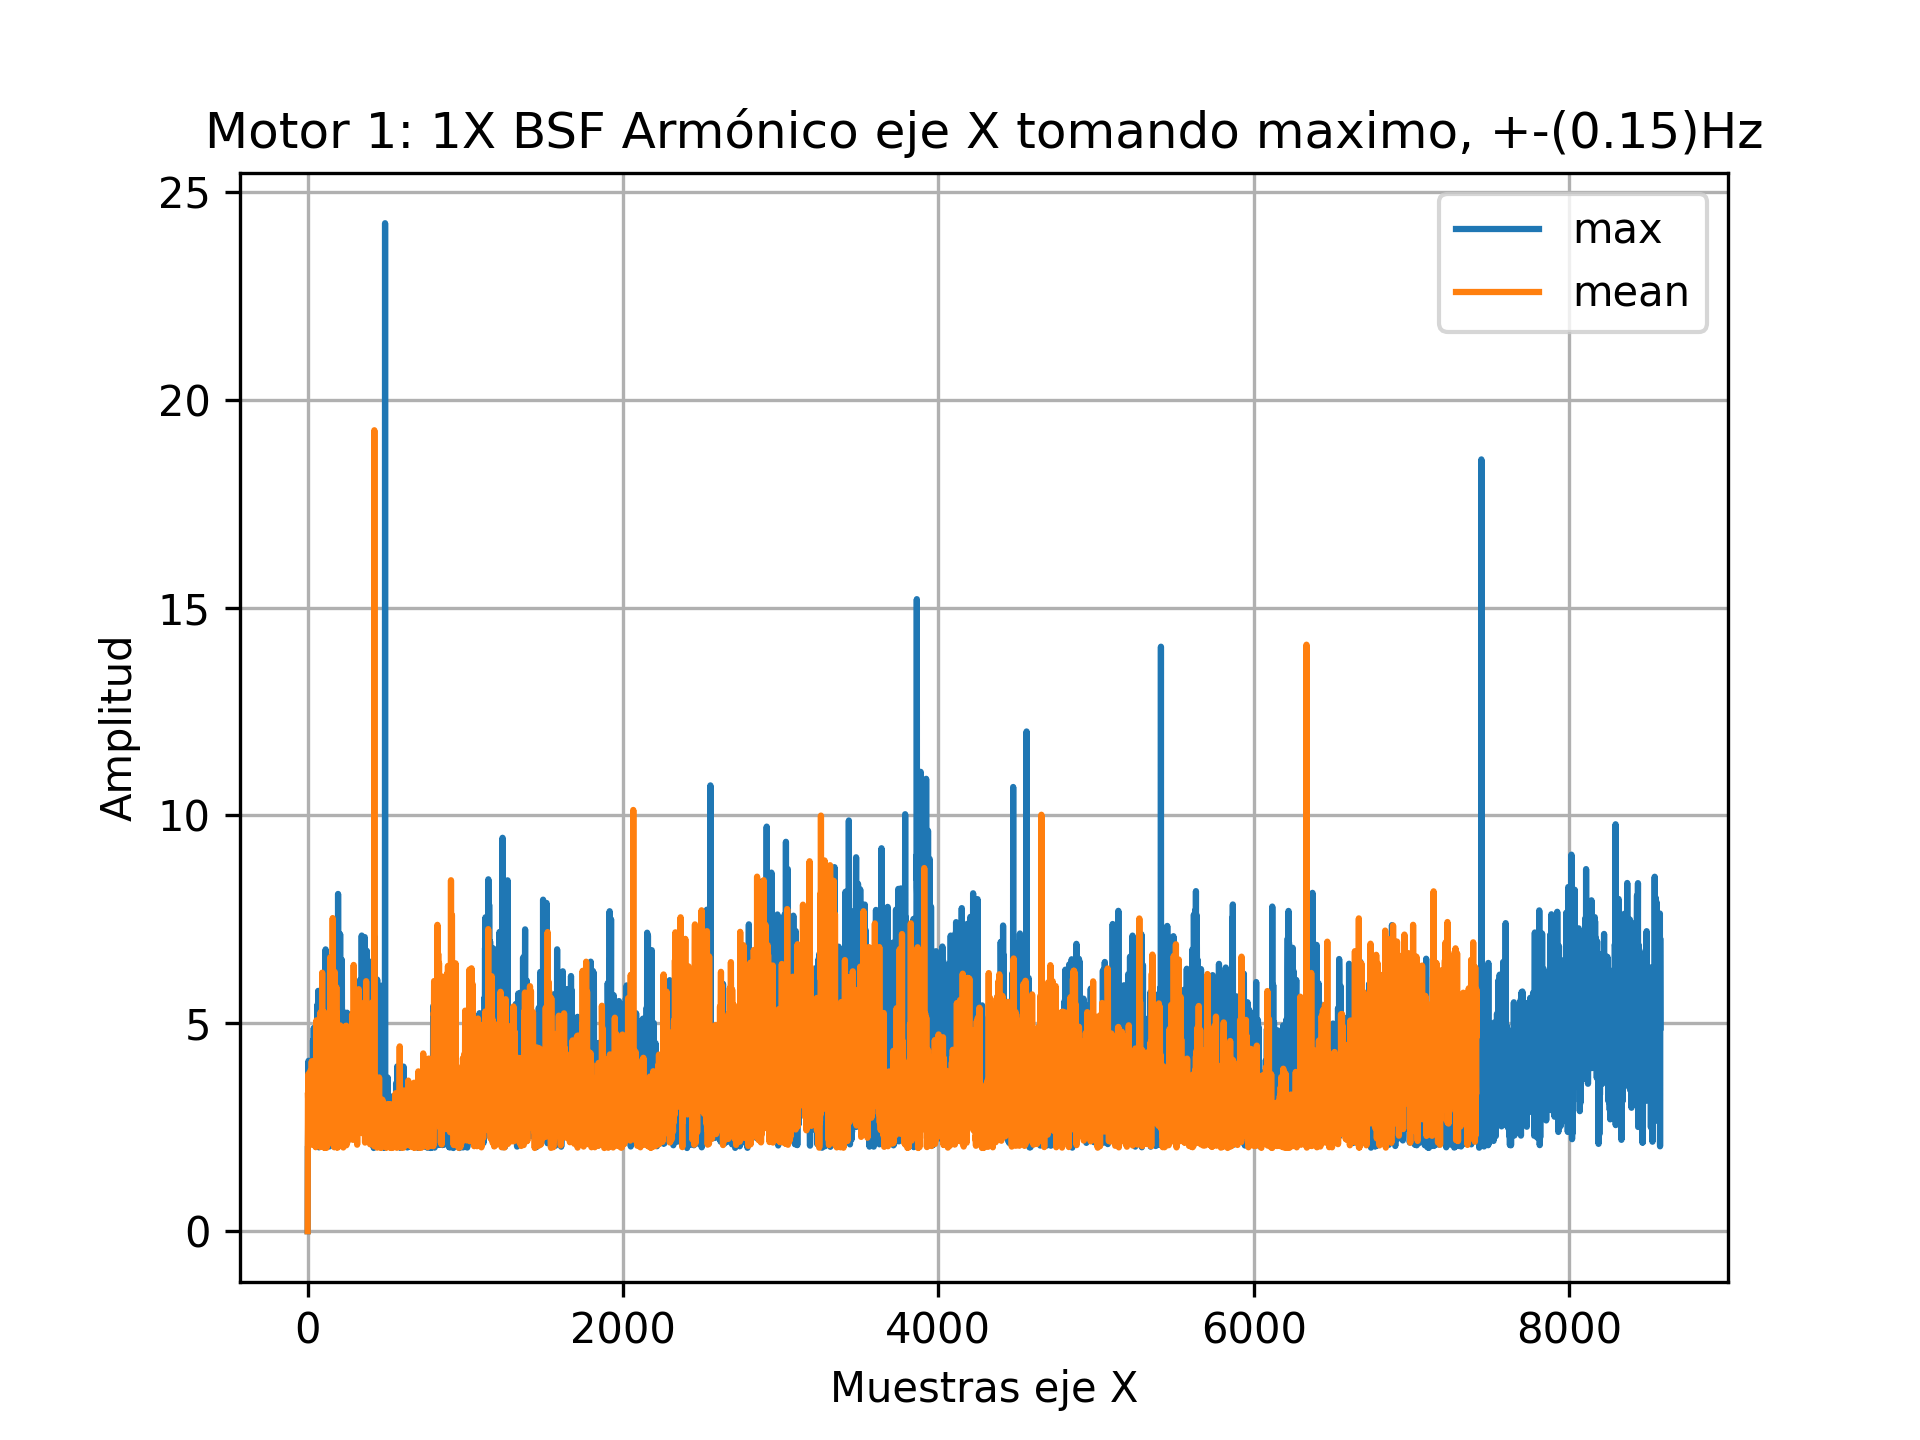 Motor 1: 1X BSF Armónico eje X tomando maximo, +-(0.15)Hz
25
20
15
10
5
0
Amplitud
max
mean
0 2000 4000 6000 8000
Muestras eje X